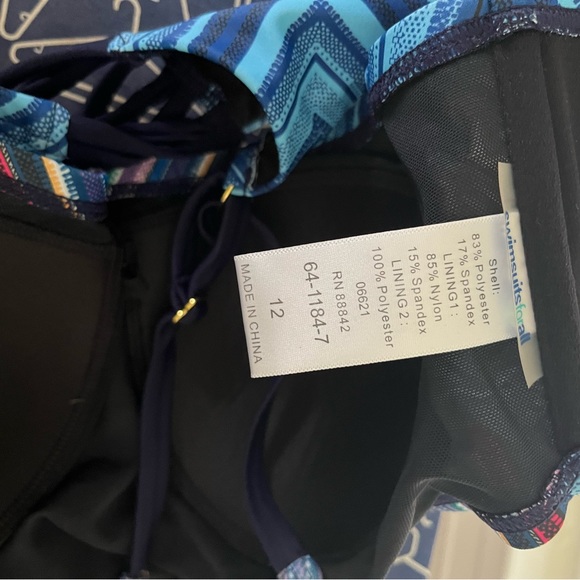 swimsuitsforall
Shell:
83% Polyester
17% Spandex
LINING1:
85% Nylon
15% Spandex
LINING 2 :
100% Polyester
06621
RN 88842
64-1184-7
12
MADE IN CHINA